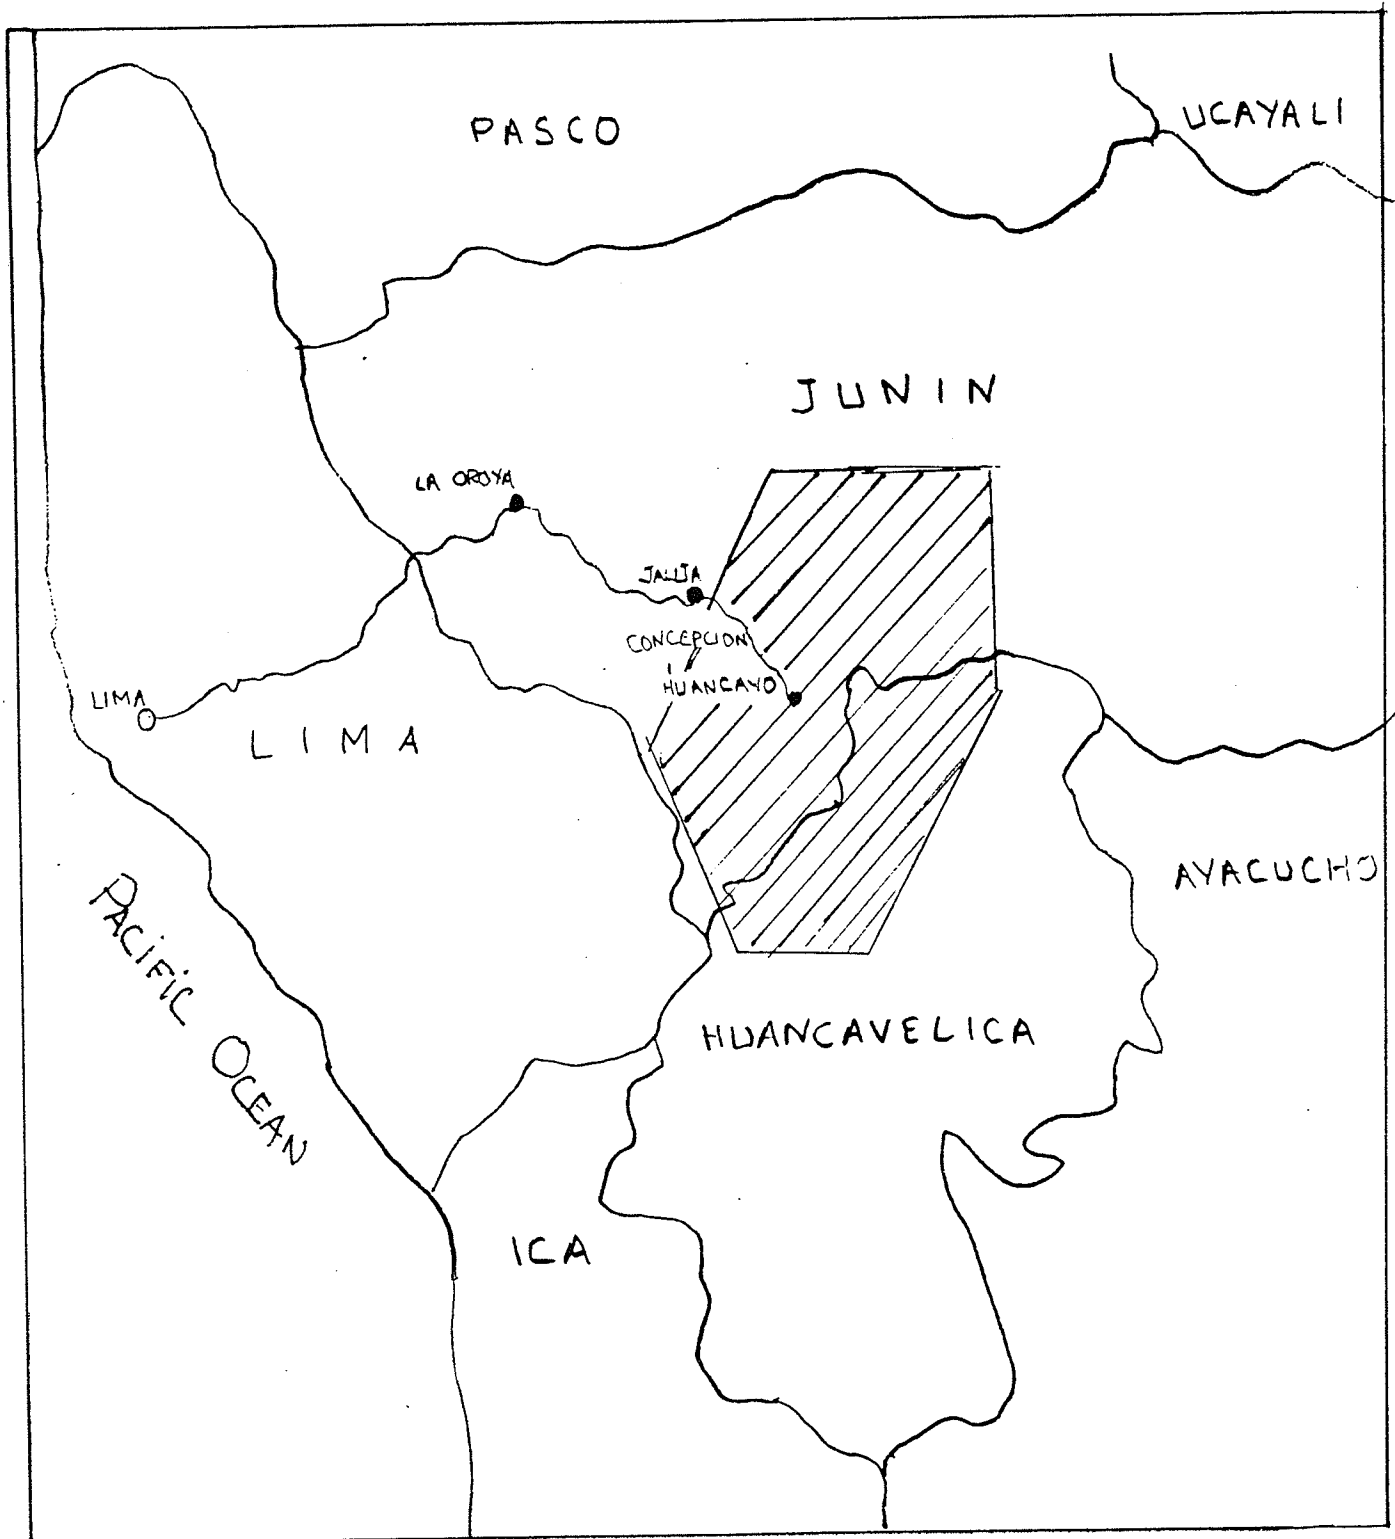 PASCO
UCAYALI
JUNIN
LA OROYA
JAUJA
CONCEPCION
HUANCAYO
LIMA
LIMA
AYACUCHO
PACIFIC OCEAN
HUANCAVELICA
ICA